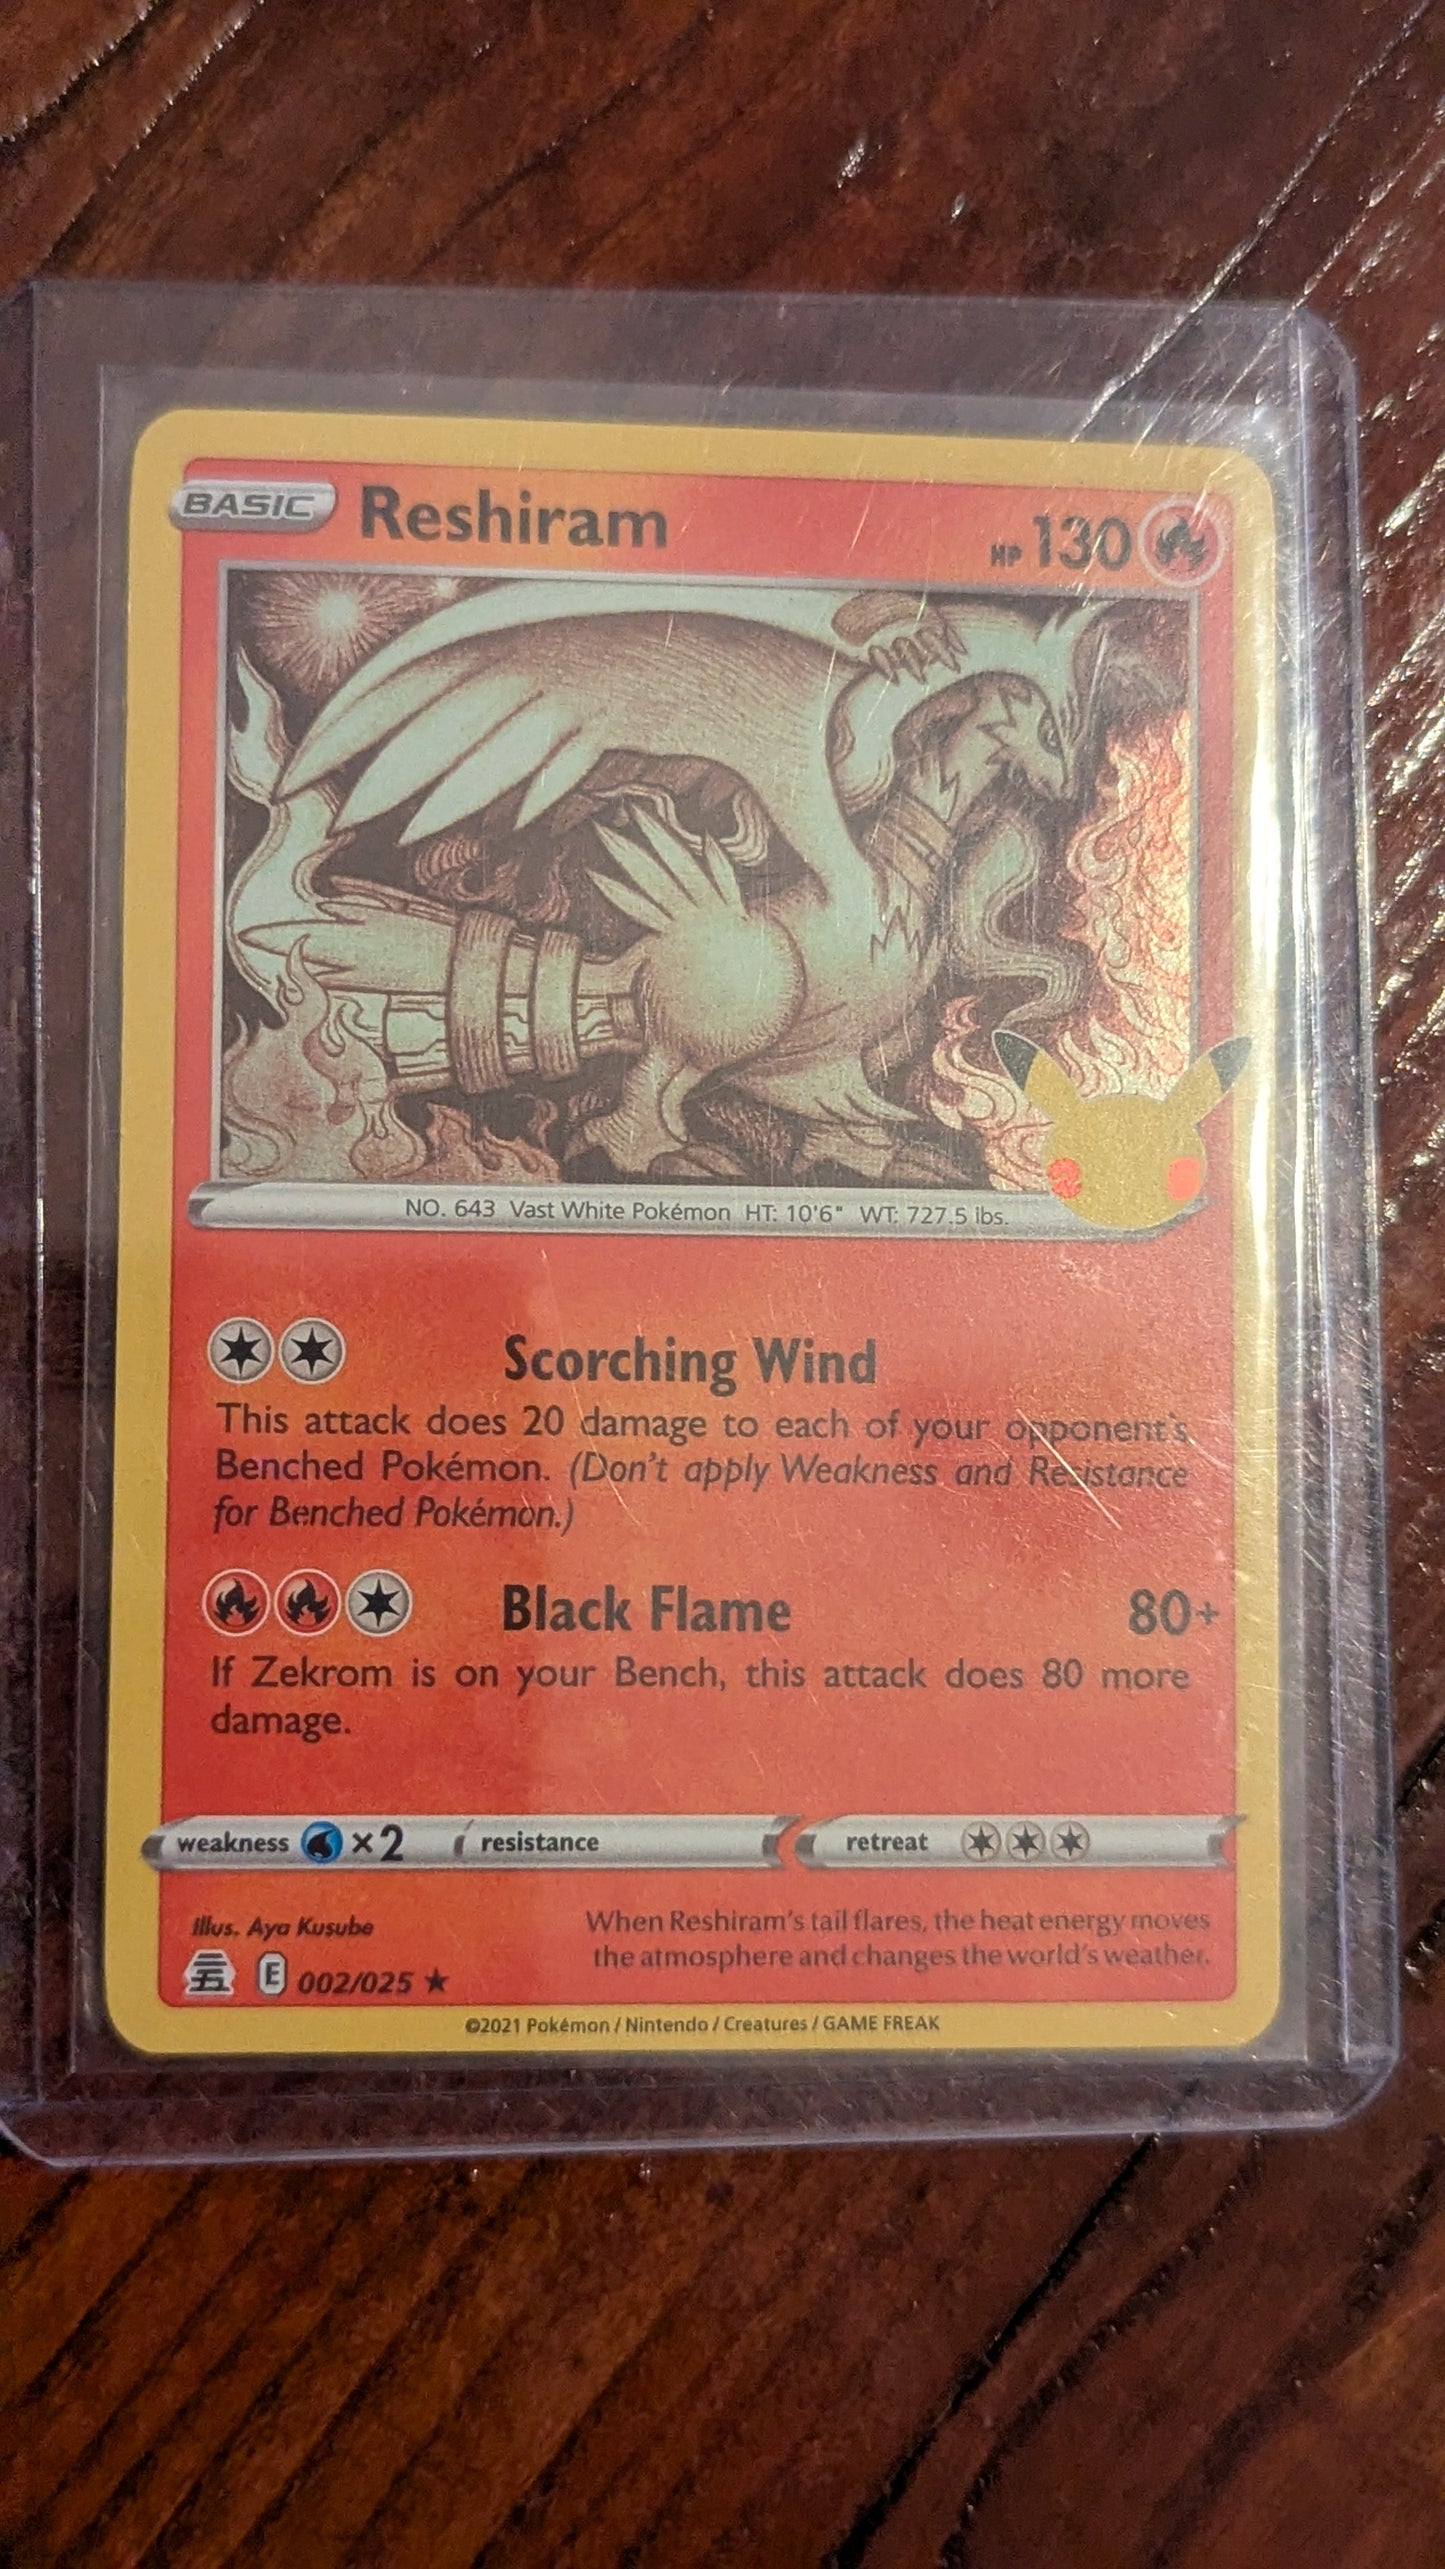 BASIC Reshiram HP 130
NO. 643 Vast White Pokémon HT: 10'6" WT: 727.5 lbs.
Scorching Wind
This attack does 20 damage to each of your opponent's
Benched Pokémon. (Don't apply Weakness and Resistance
for Benched Pokémon.)
Black Flame 80+
If Zekrom is on your Bench, this attack does 80 more
damage.
weakness ×2 resistance retreat
Illus. Aya Kusube
When Reshiram's tail flares, the heat energy moves
the atmosphere and changes the world's weather.
E 002/025 ★
©2021 Pokémon / Nintendo / Creatures / GAME FREAK